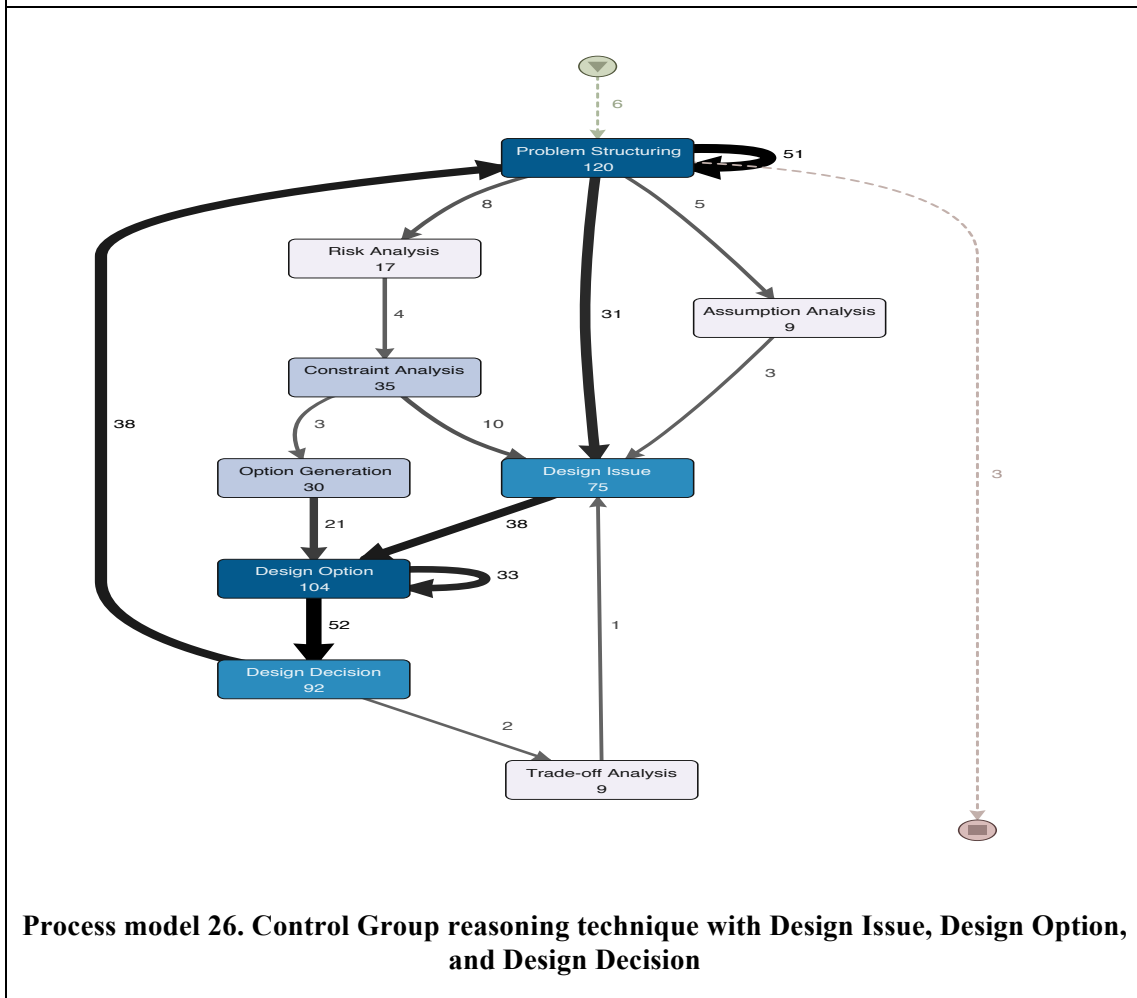 6
Problem Structuring
120
51
8
5
Risk Analysis
17
Assumption Analysis
9
31
4
Constraint Analysis
35
3
38
3
10
Option Generation
30
Design Issue
75
3
21
38
Design Option
104
33
52
1
Design Decision
92
2
Trade-off Analysis
9
Process model 26. Control Group reasoning technique with Design Issue, Design Option,
and Design Decision